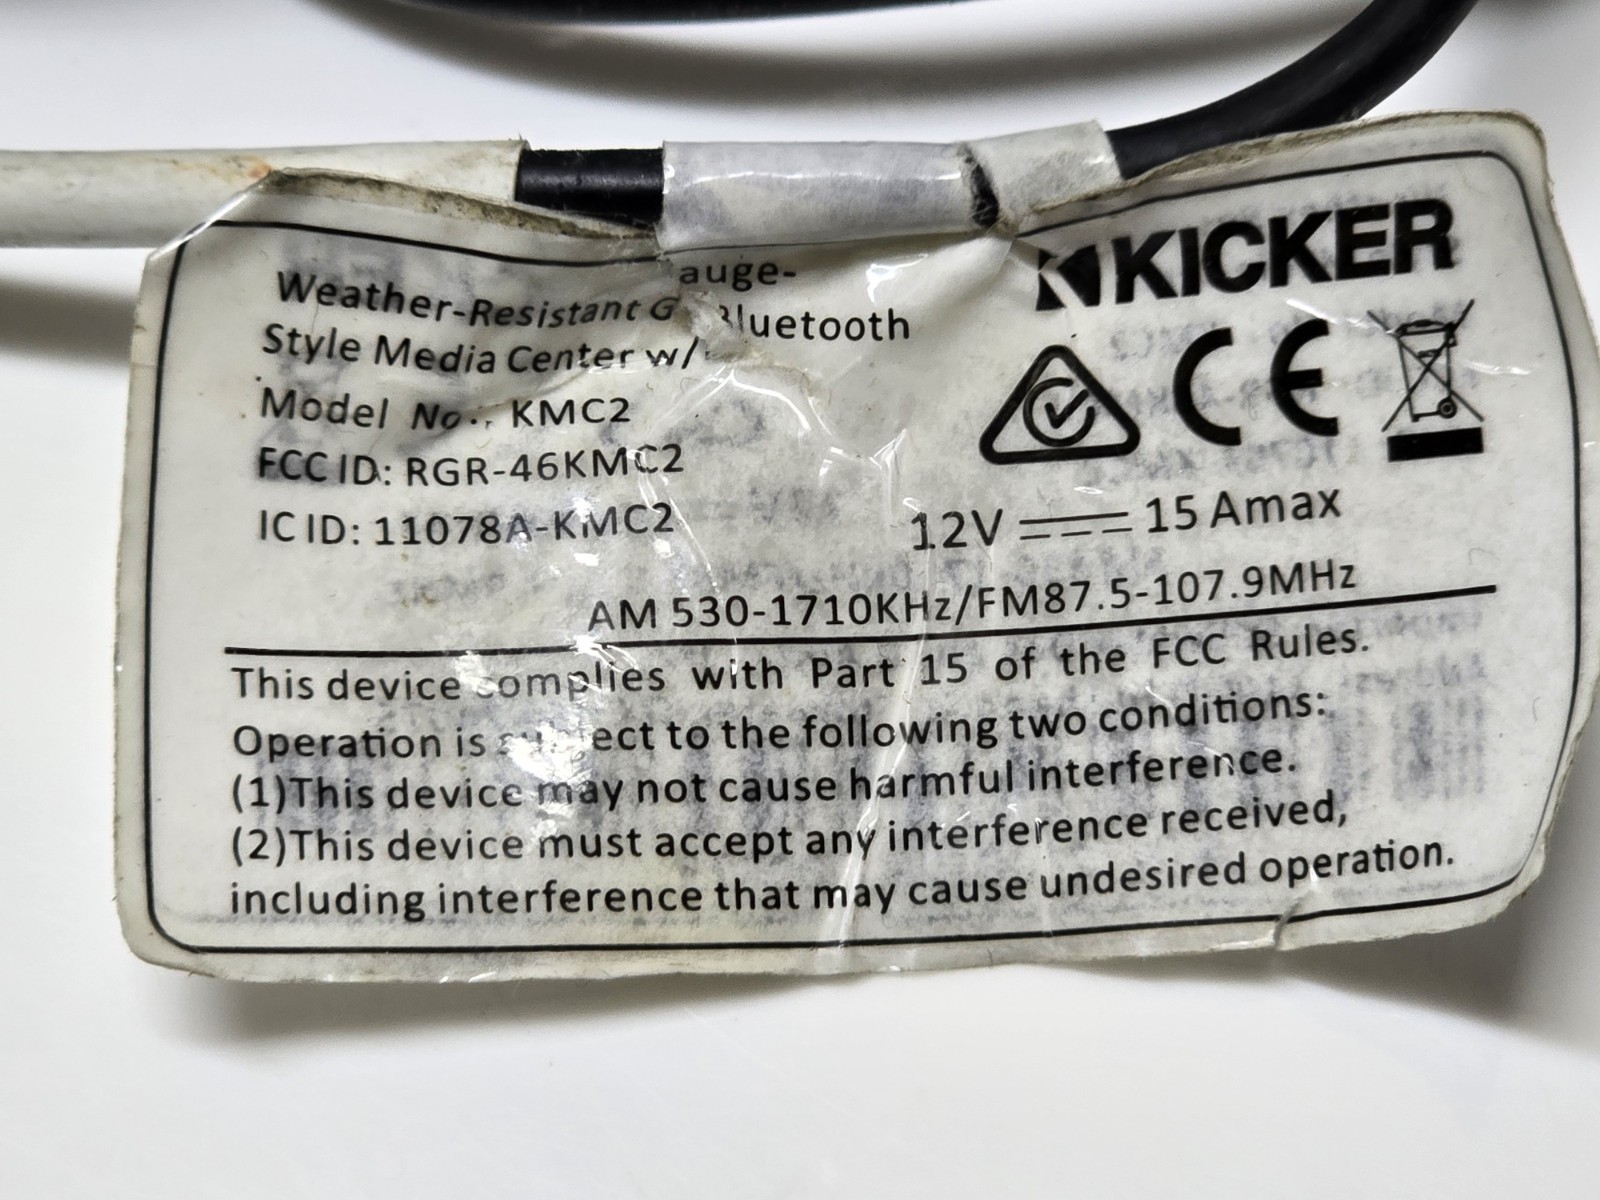 KICKER
Weather-Resistant Gauge-
Style Media Center w/ Bluetooth
Model No.: KMC2
FCC ID: RGR-46KMC2
IC ID: 11078A-KMC2
CE
12V 15 Amax
AM 530-1710KHz/FM87.5-107.9MHz
This device complies with Part 15 of the FCC Rules.
Operation is subject to the following two conditions:
(1)This device may not cause harmful interference.
(2)This device must accept any interference received,
including interference that may cause undesired operation.